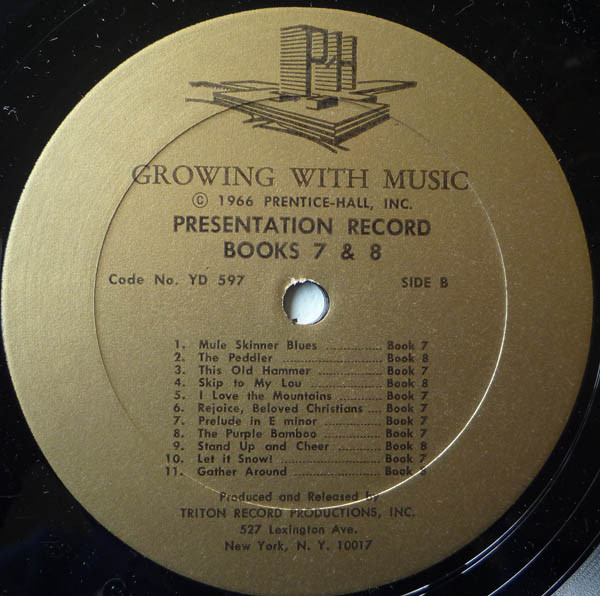 PH
GROWING WITH MUSIC
© 1966 PRENTICE-HALL, INC.
PRESENTATION RECORD
BOOKS 7 & 8
Code No. YD 597 SIDE B
1. Mule Skinner Blues ............ Book 7
2. The Peddler ............ Book 8
3. This Old Hammer ............ Book 7
4. Skip to My Lou ............ Book 8
5. I Love the Mountains ............ Book 7
6. Rejoice, Beloved Christians .... Book 7
7. Prelude in E minor ............ Book 7
8. The Purple Bamboo ............ Book 7
9. Stand Up and Cheer ............ Book 8
10. Let it Snow! ............ Book 7
11. Gather Around ............ Book 8
Produced and Released by
TRITON RECORD PRODUCTIONS, INC.
527 Lexington Ave.
New York, N. Y. 10017